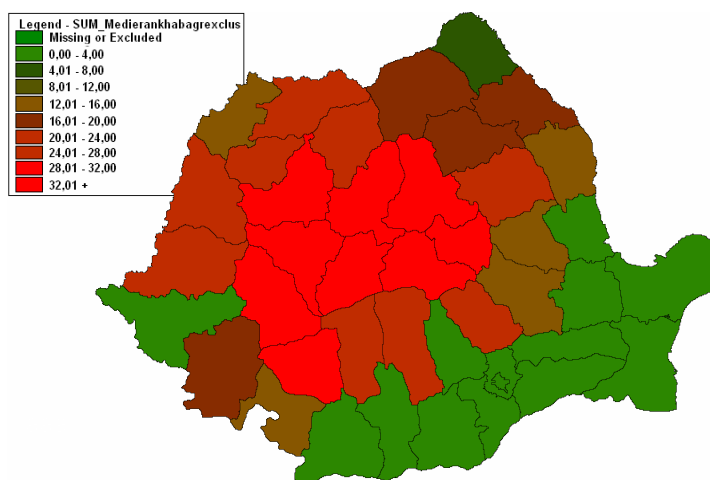 Legend - SUM_Medierankhabagrexclus
Missing or Excluded
0,00 - 4,00
4,01 - 8,00
8,01 - 12,00
12,01 - 16,00
16,01 - 20,00
20,01 - 24,00
24,01 - 28,00
28,01 - 32,00
32,01 +